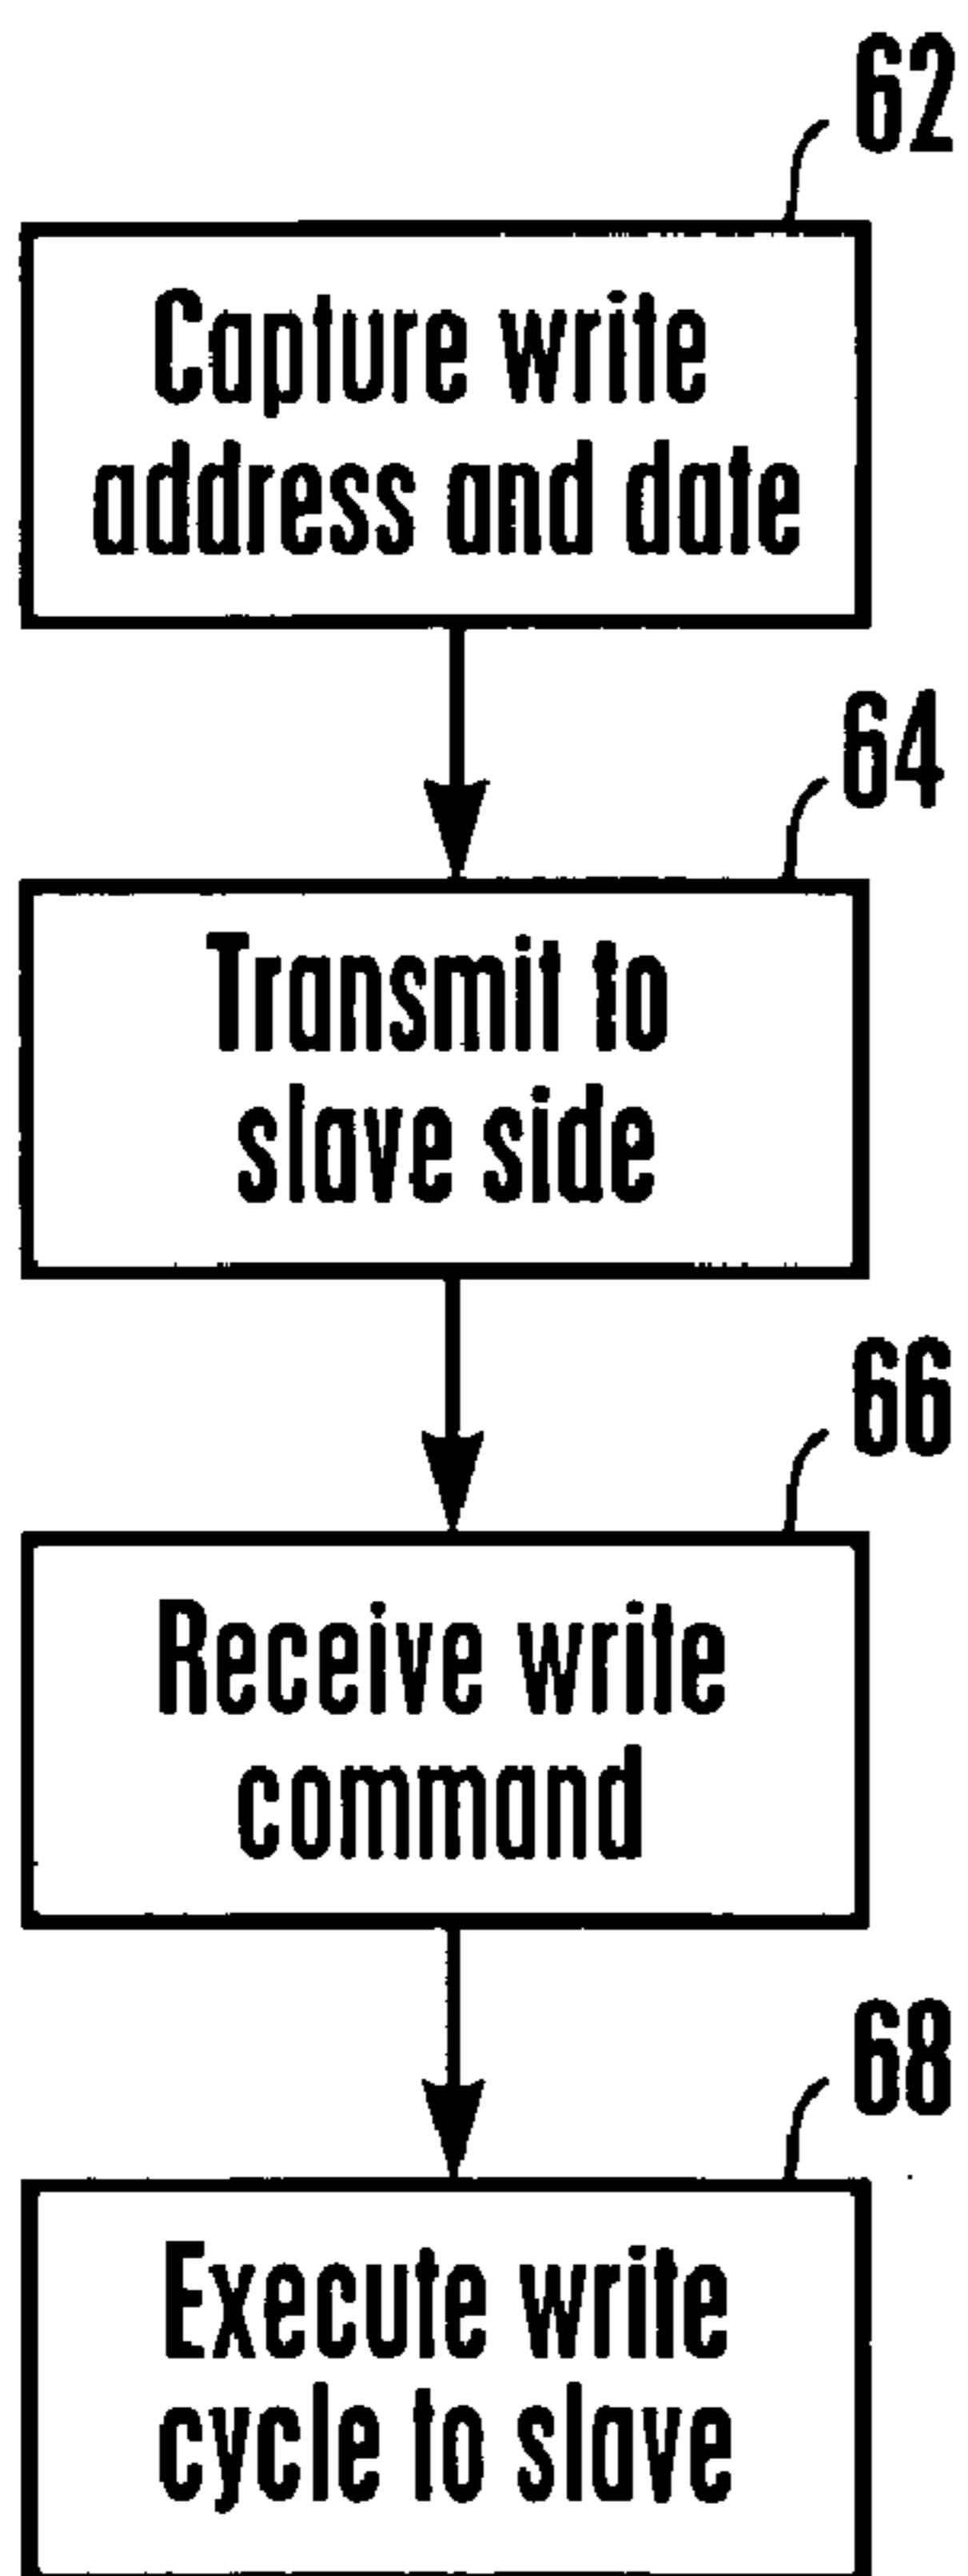 62
Capture write
address and date
64
Transmit to
slave side
66
Receive write
command
68
Execute write
cycle to slave